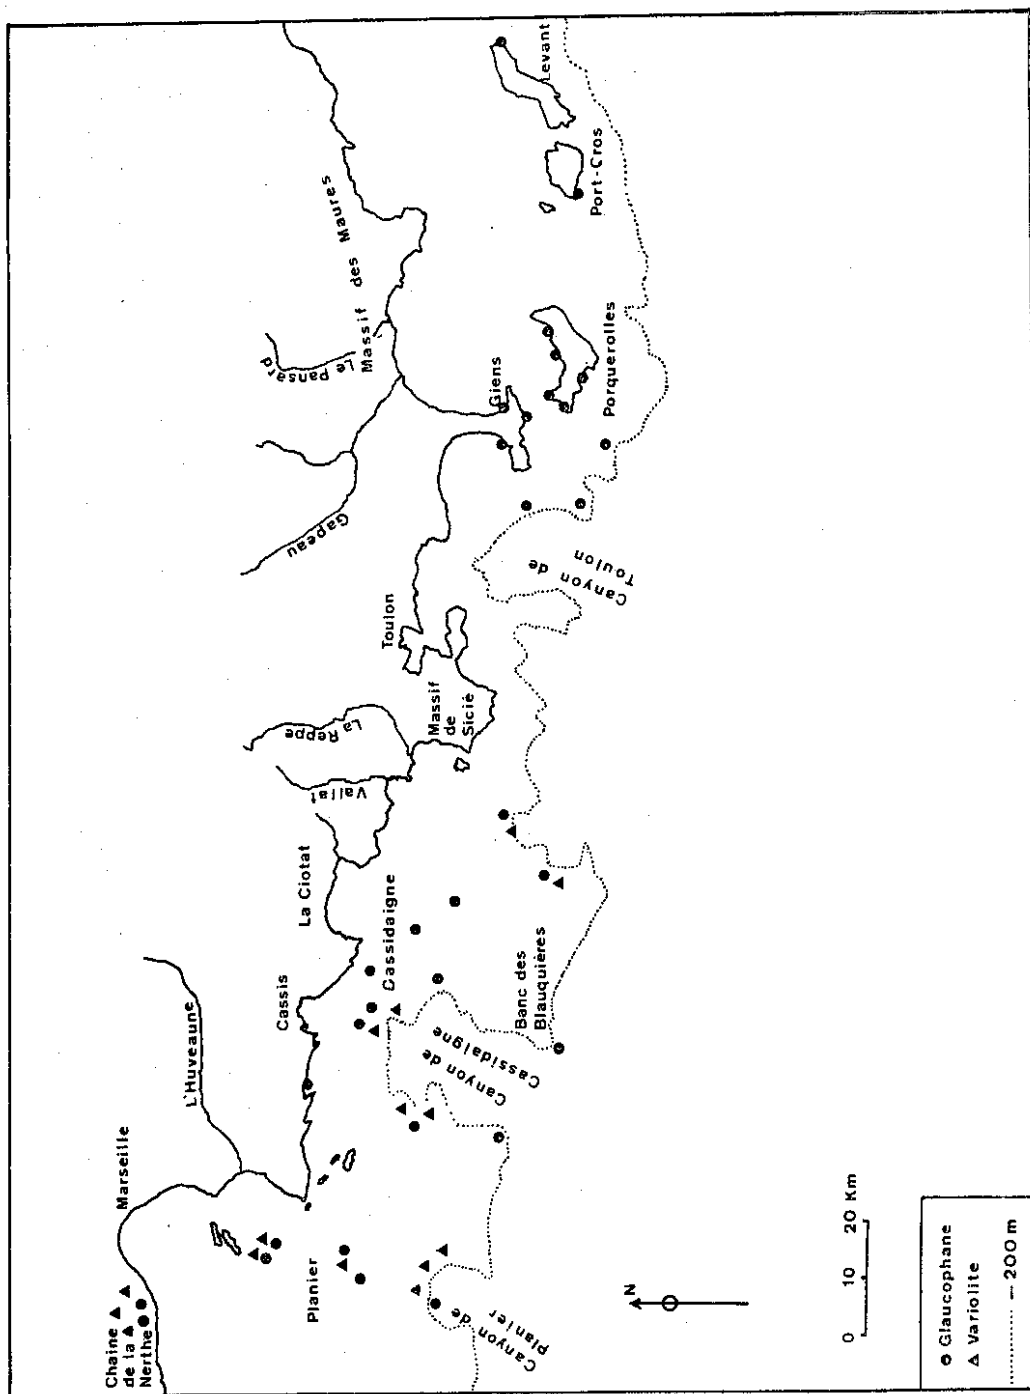 Chaîne
de la
Nerthe
Marseille
L'Huveaune
Cassis
La Ciotat
Vallat
La Reppe
Toulon
Massif
de
Sicié
Gapeau
Le Pansard
Massif des Maures
Giens
Porquerolles
Port-Cros
Levant
Planier
Canyon de
planier
Canyon de
Cassidaigne
Cassidaigne
Banc des
Blauquières
Canyon de
Toulon
0 10 20 Km
N
Glaucophane
Variolite
— 200 m